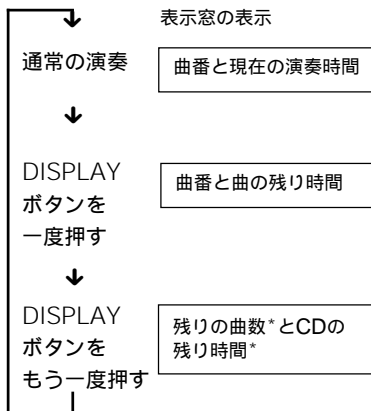 表示窓の表示
通常の演奏
曲番と現在の演奏時間
DISPLAY
ボタンを
一度押す
曲番と曲の残り時間
DISPLAY
ボタンを
もう一度押す
残りの曲数*とCDの
残り時間*